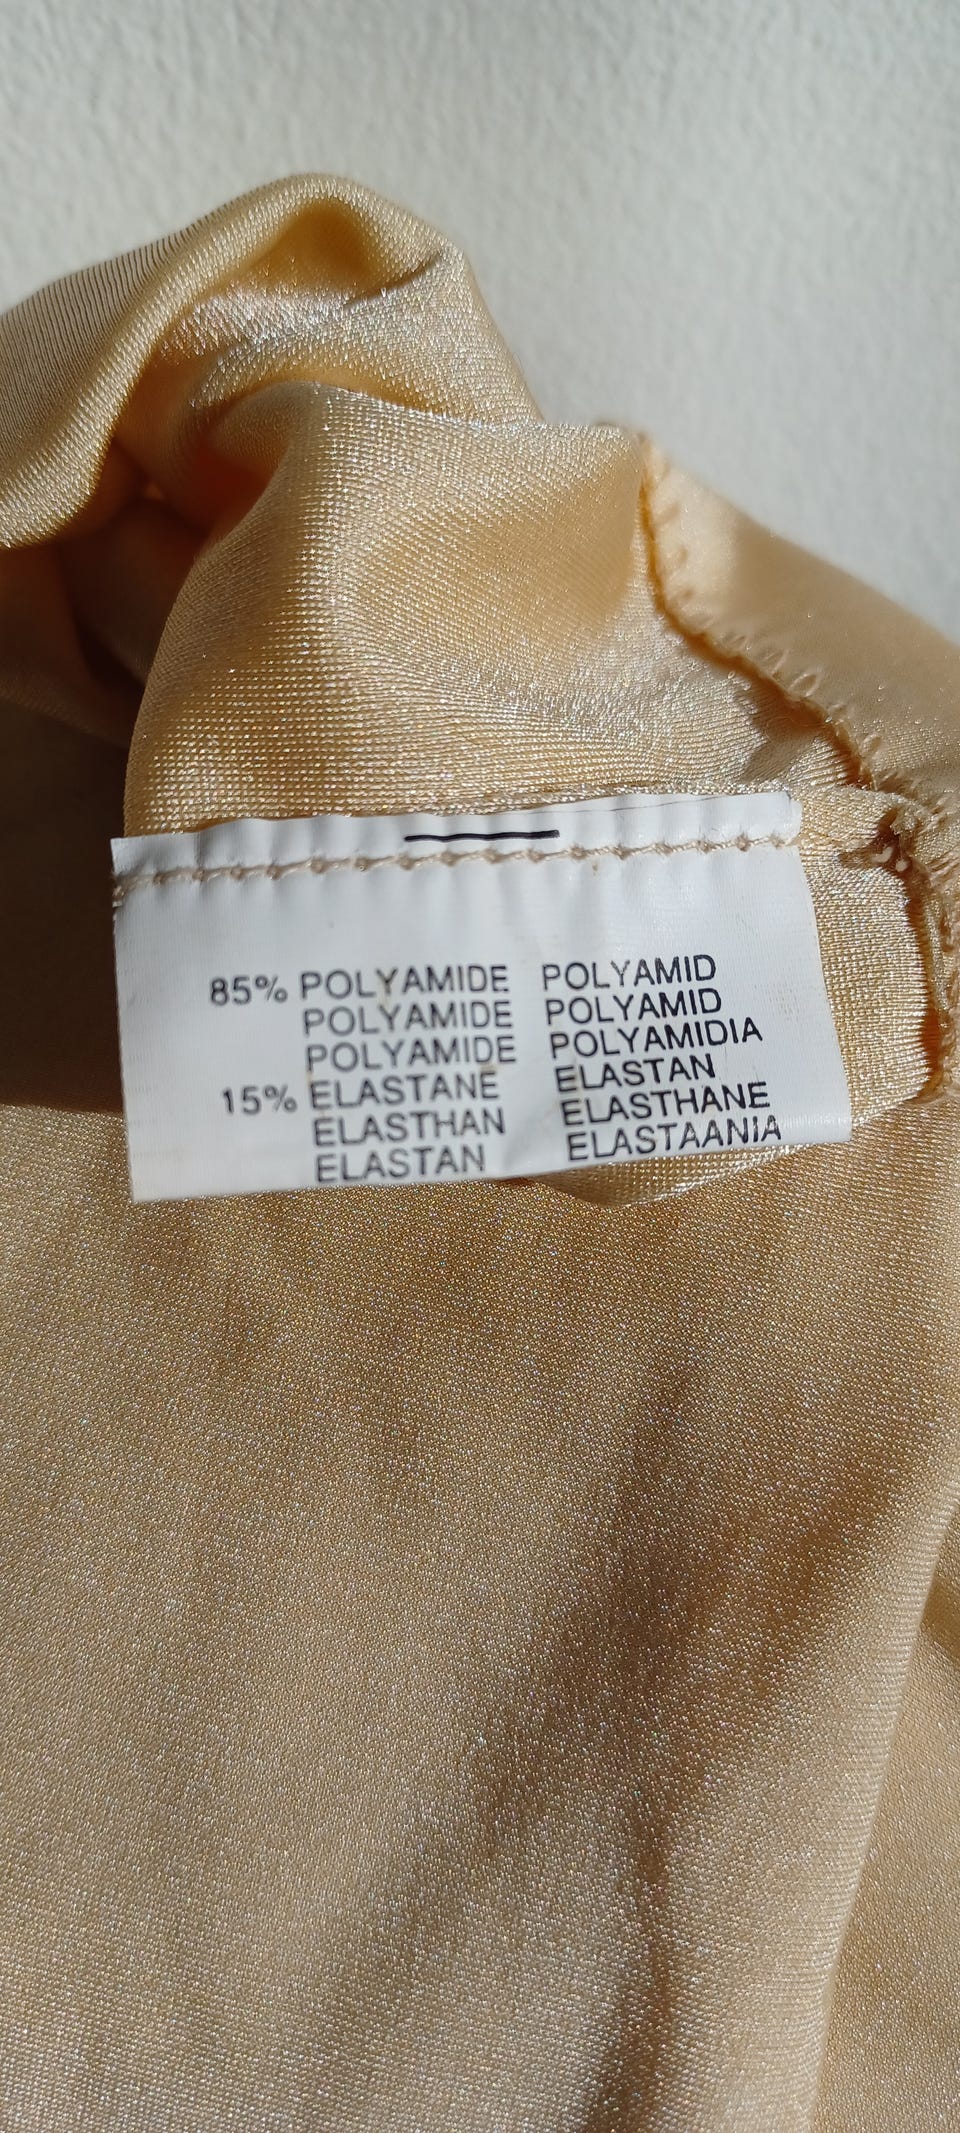 85% POLYAMIDE POLYAMID
POLYAMIDE POLYAMID
POLYAMIDE POLYAMIDIA
15% ELASTANE ELASTAN
ELASTHAN ELASTHANE
ELASTAN ELASTAANIA